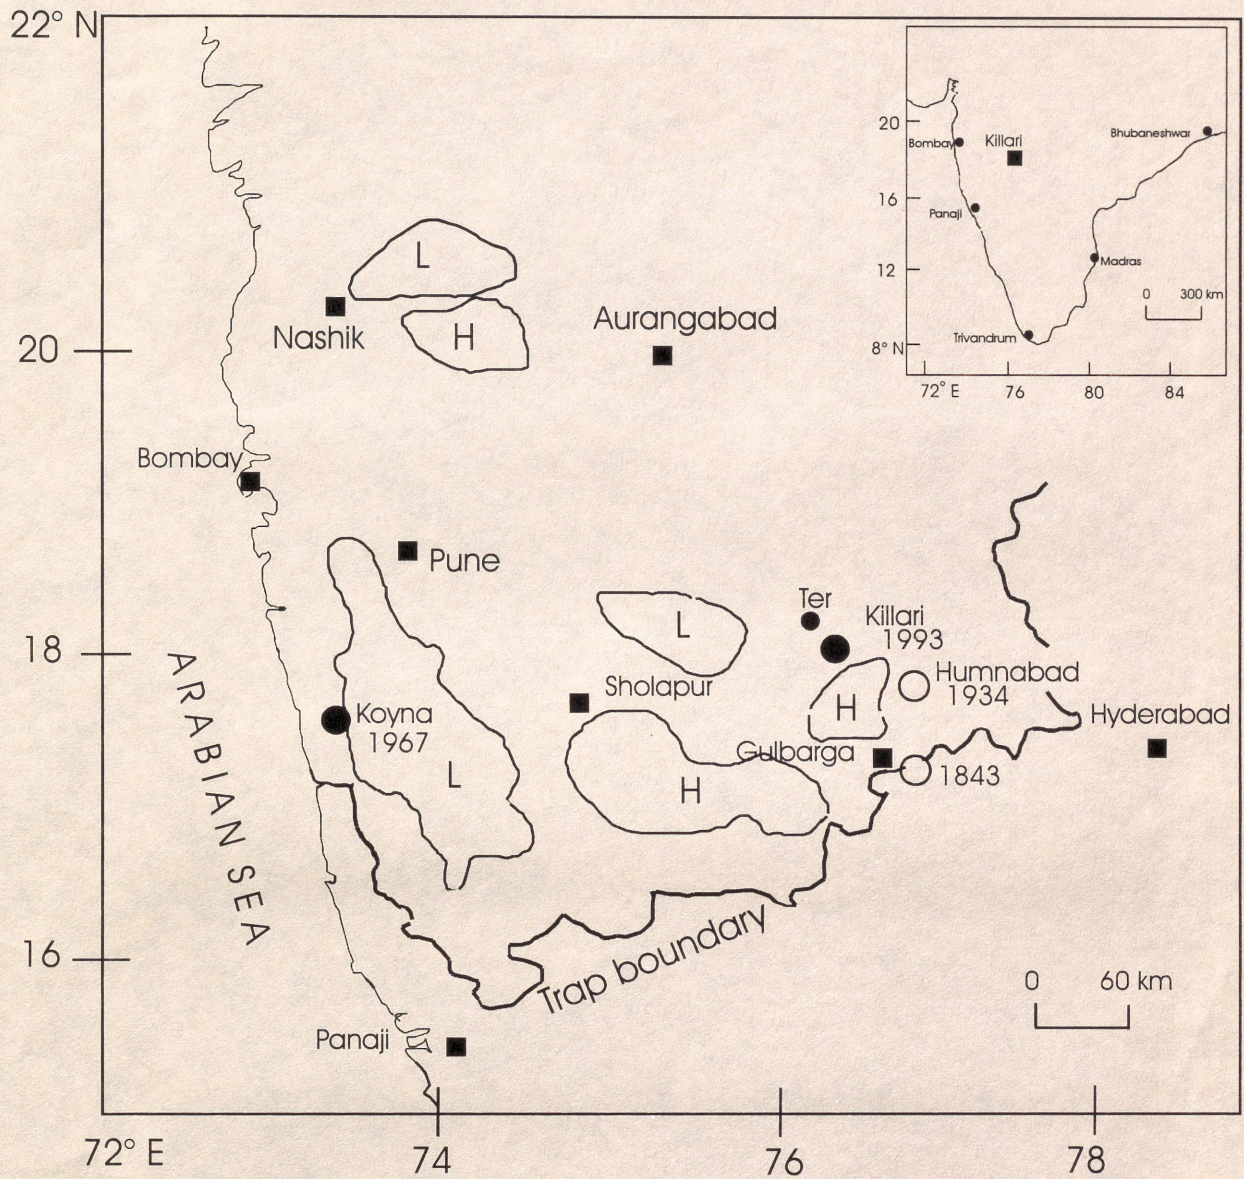 22° N
20
18
16
72° E
74
76
78
L
H
Nashik
Aurangabad
Bombay
Pune
L
Ter
Killari
1993
Humnabad
1934
Sholapur
H
Hyderabad
Koyna
1967
Gulbarga
1843
L
H
ARABIAN SEA
Trap boundary
Panaji
0 60 km
20
16
12
8° N
72° E
76
80
84
Bombay
Killari
Bhubaneshwar
Panaji
Madras
0 300 km
Trivandrum